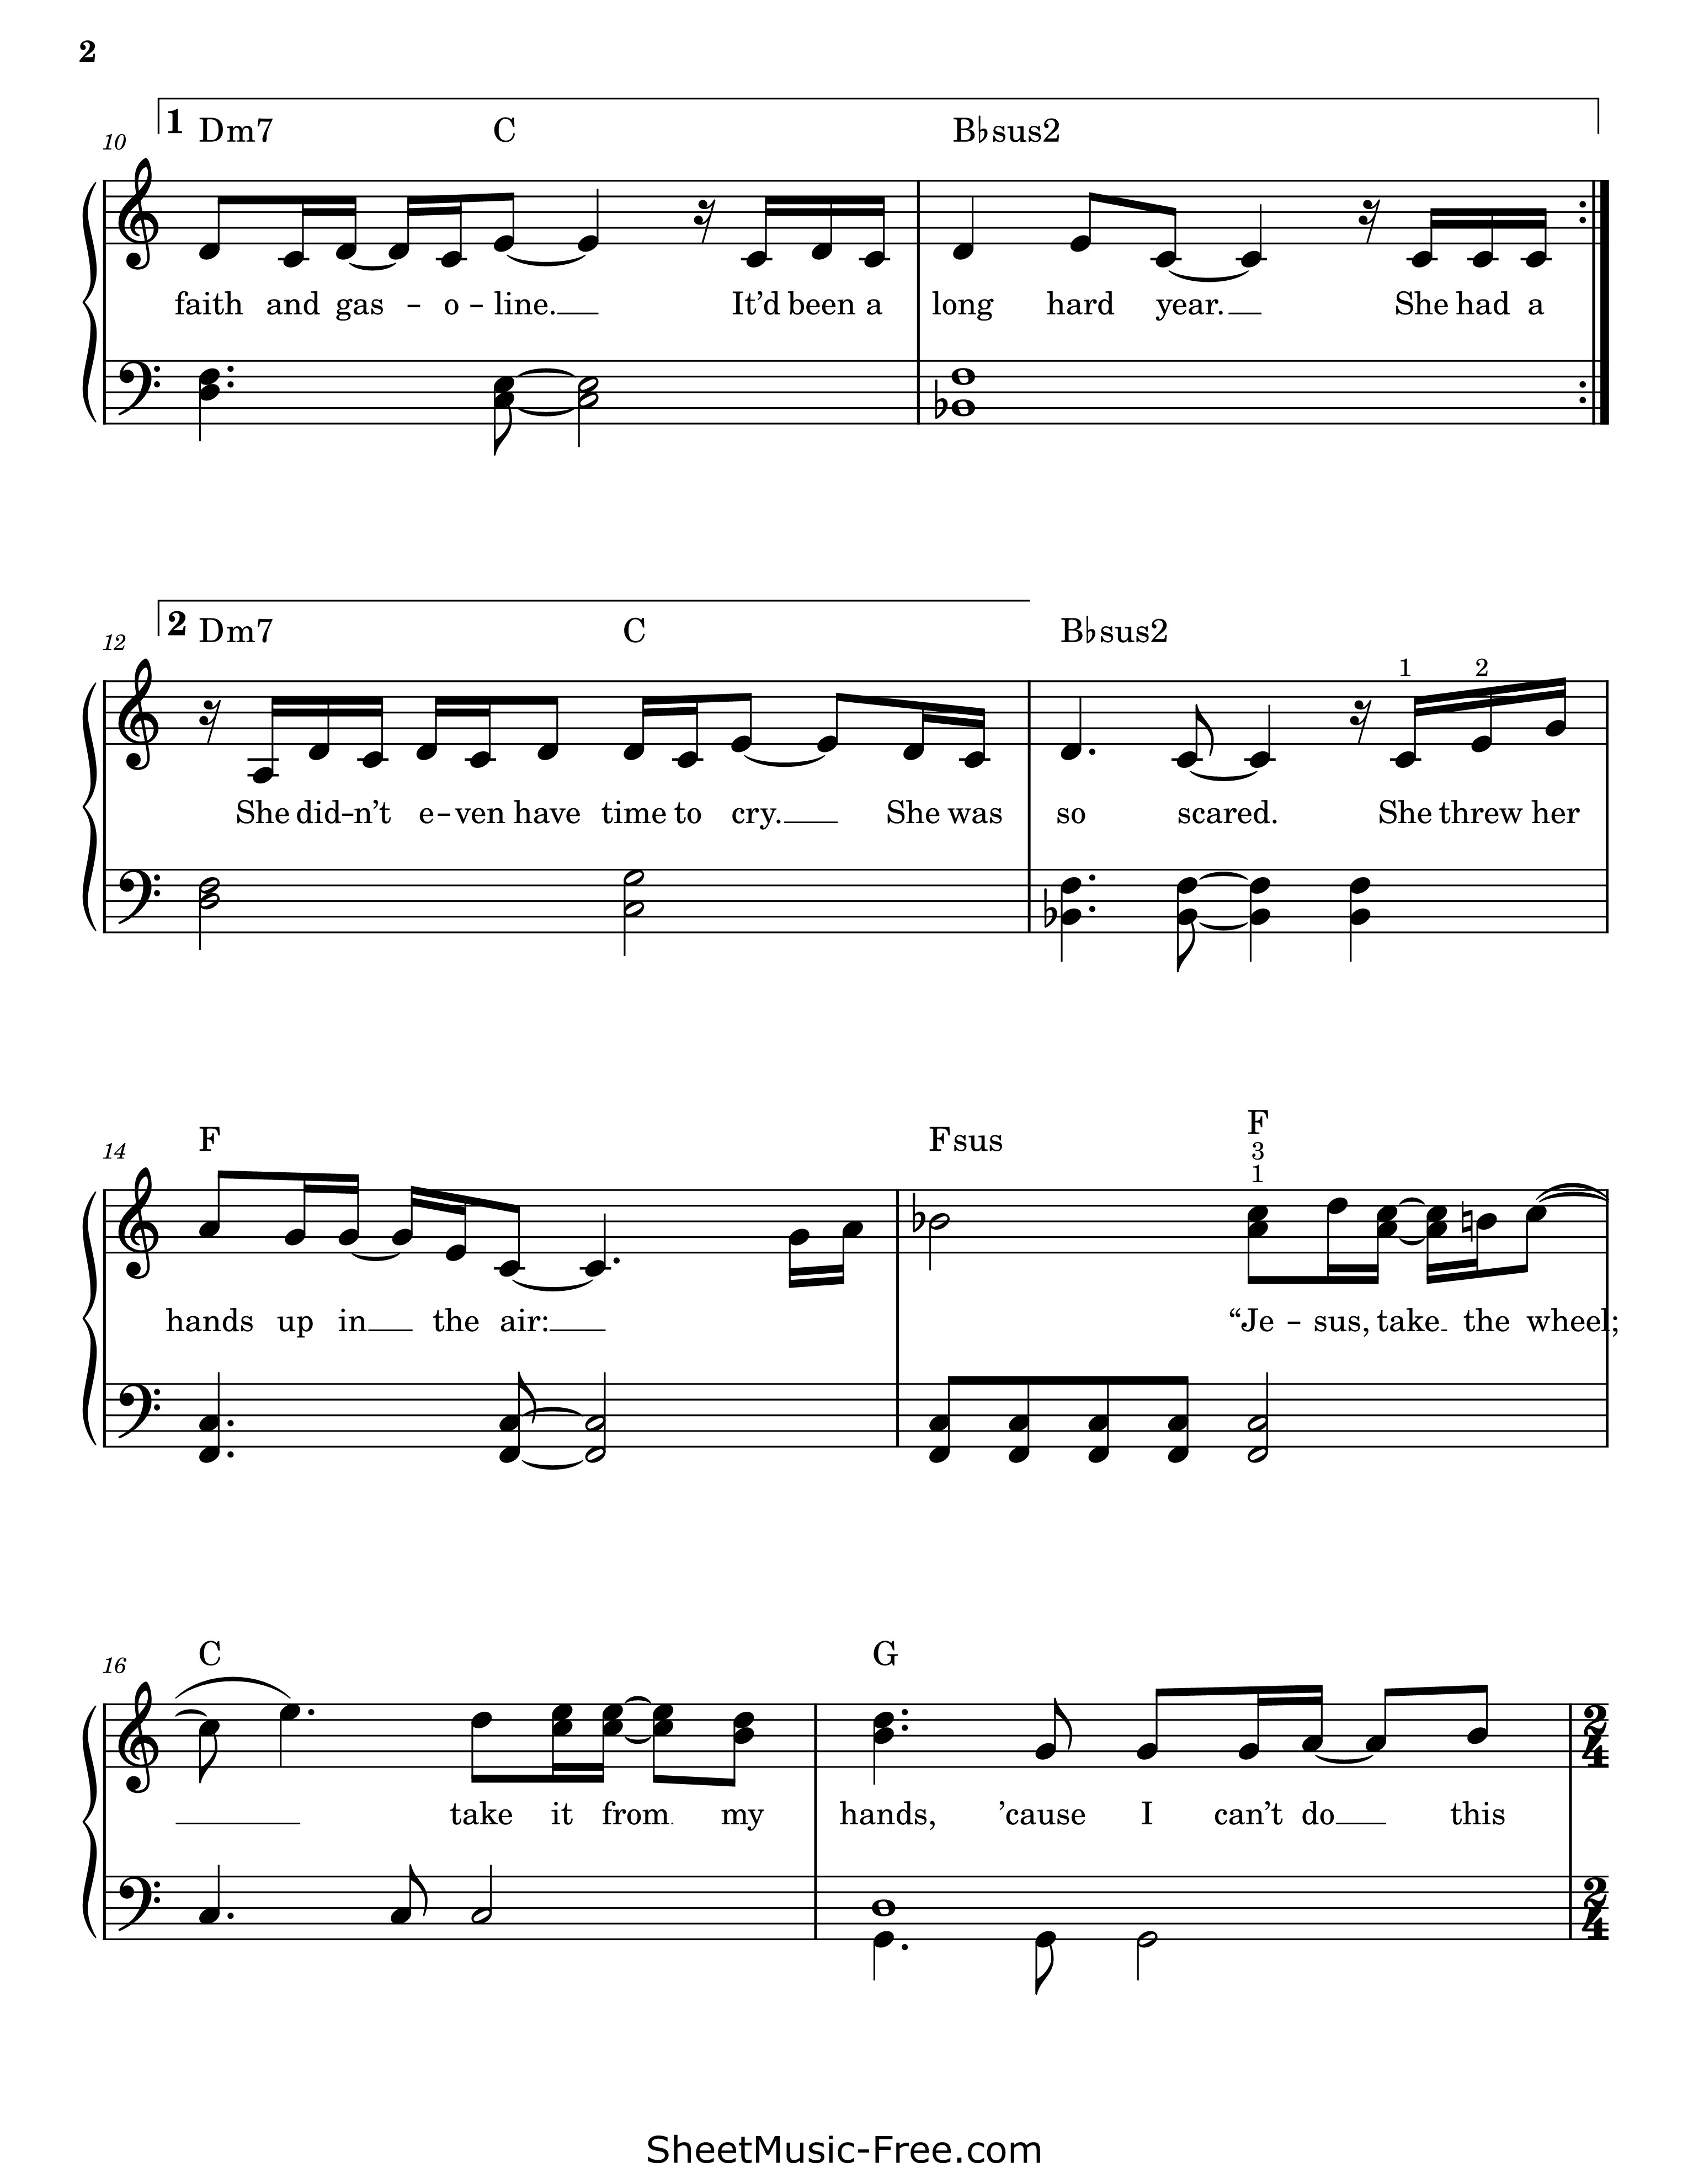 2
1 Dm7 C B♭sus2
10
faith and gas - o - line. It’d been a long hard year. She had a
2 Dm7 C B♭sus2
12
1 2
She did - n’t e - ven have time to cry. She was so scared. She threw her
F Fsus F
14
3
1
hands up in the air: “Je - sus, take the wheel;
C G
16
2
4
2
4
take it from my hands, ’cause I can’t do this
SheetMusic-Free.com